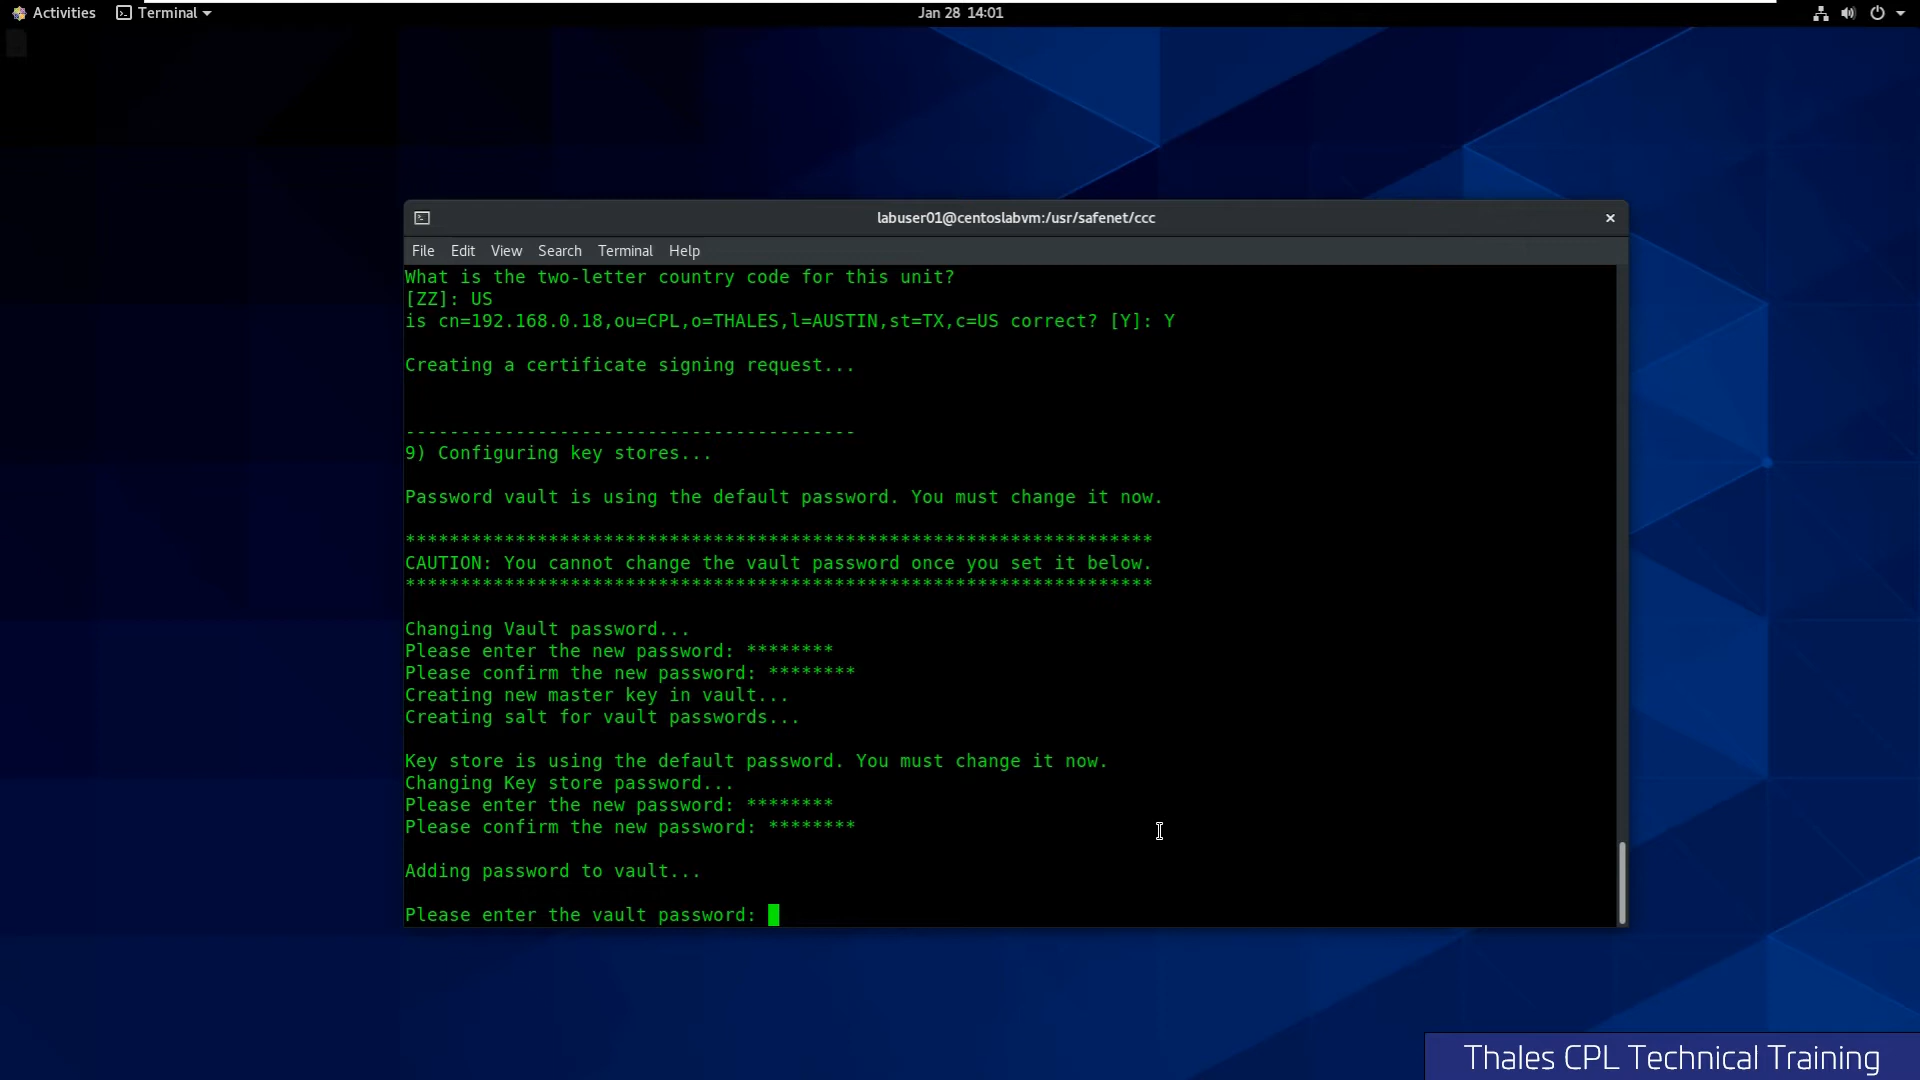 Activities
Terminal
Jan 28 14:01
labuser01@centoslabvm:/usr/safenet/ccc
File Edit View Search Terminal Help
What is the two-letter country code for this unit?
[ZZ]: US
is cn=192.168.0.18,ou=CPL,o=THALES,l=AUSTIN,st=TX,c=US correct? [Y]: Y
Creating a certificate signing request...
-----------------------------------------
9) Configuring key stores...
Password vault is using the default password. You must change it now.
********************************************************************
CAUTION: You cannot change the vault password once you set it below.
********************************************************************
Changing Vault password...
Please enter the new password: ********
Please confirm the new password: ********
Creating new master key in vault...
Creating salt for vault passwords...
Key store is using the default password. You must change it now.
Changing Key store password...
Please enter the new password: ********
Please confirm the new password: ********
Adding password to vault...
Please enter the vault password:
Thales CPL Technical Training